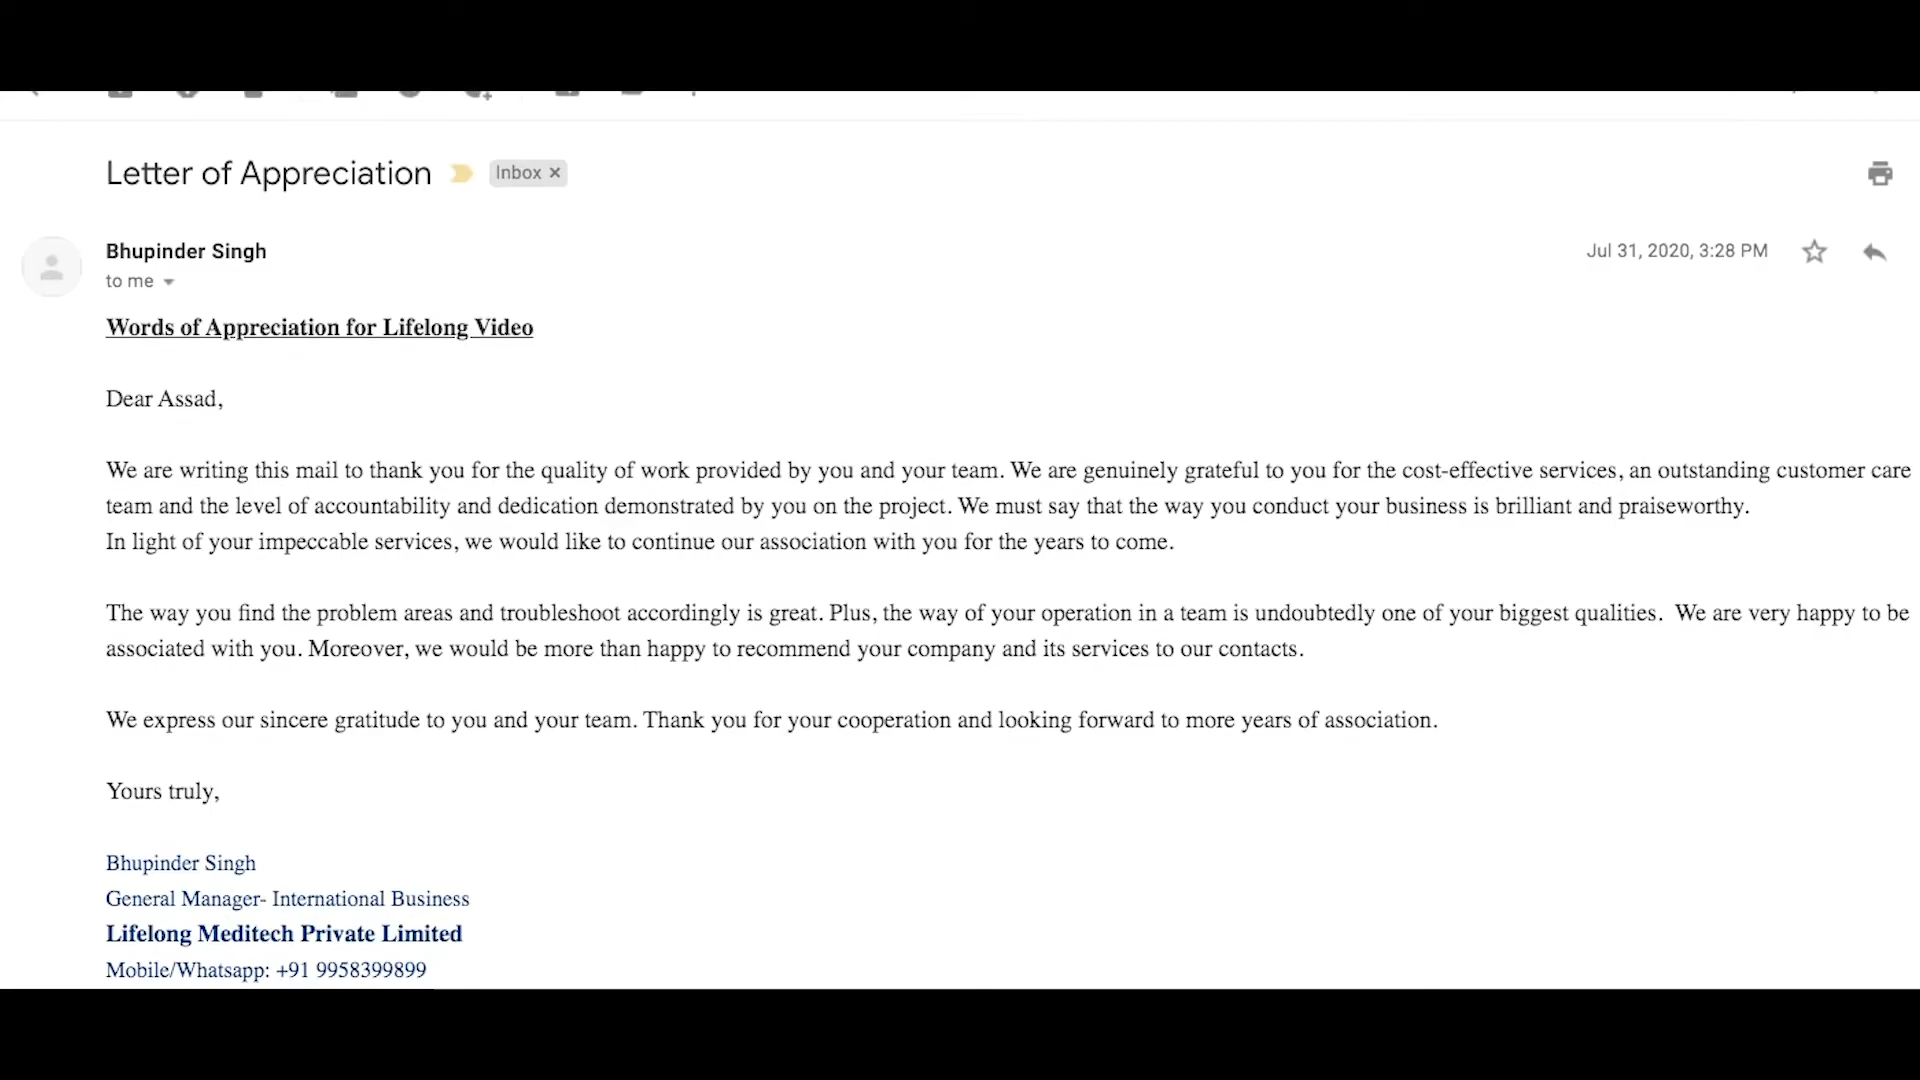 Letter of Appreciation Inbox ×
Bhupinder Singh Jul 31, 2020, 3:28 PM
to me
Words of Appreciation for Lifelong Video
Dear Assad,
We are writing this mail to thank you for the quality of work provided by you and your team. We are genuinely grateful to you for the cost-effective services, an outstanding customer care
team and the level of accountability and dedication demonstrated by you on the project. We must say that the way you conduct your business is brilliant and praiseworthy.
In light of your impeccable services, we would like to continue our association with you for the years to come.
The way you find the problem areas and troubleshoot accordingly is great. Plus, the way of your operation in a team is undoubtedly one of your biggest qualities.  We are very happy to be
associated with you. Moreover, we would be more than happy to recommend your company and its services to our contacts.
We express our sincere gratitude to you and your team. Thank you for your cooperation and looking forward to more years of association.
Yours truly,
Bhupinder Singh
General Manager- International Business
Lifelong Meditech Private Limited
Mobile/Whatsapp: +91 9958399899